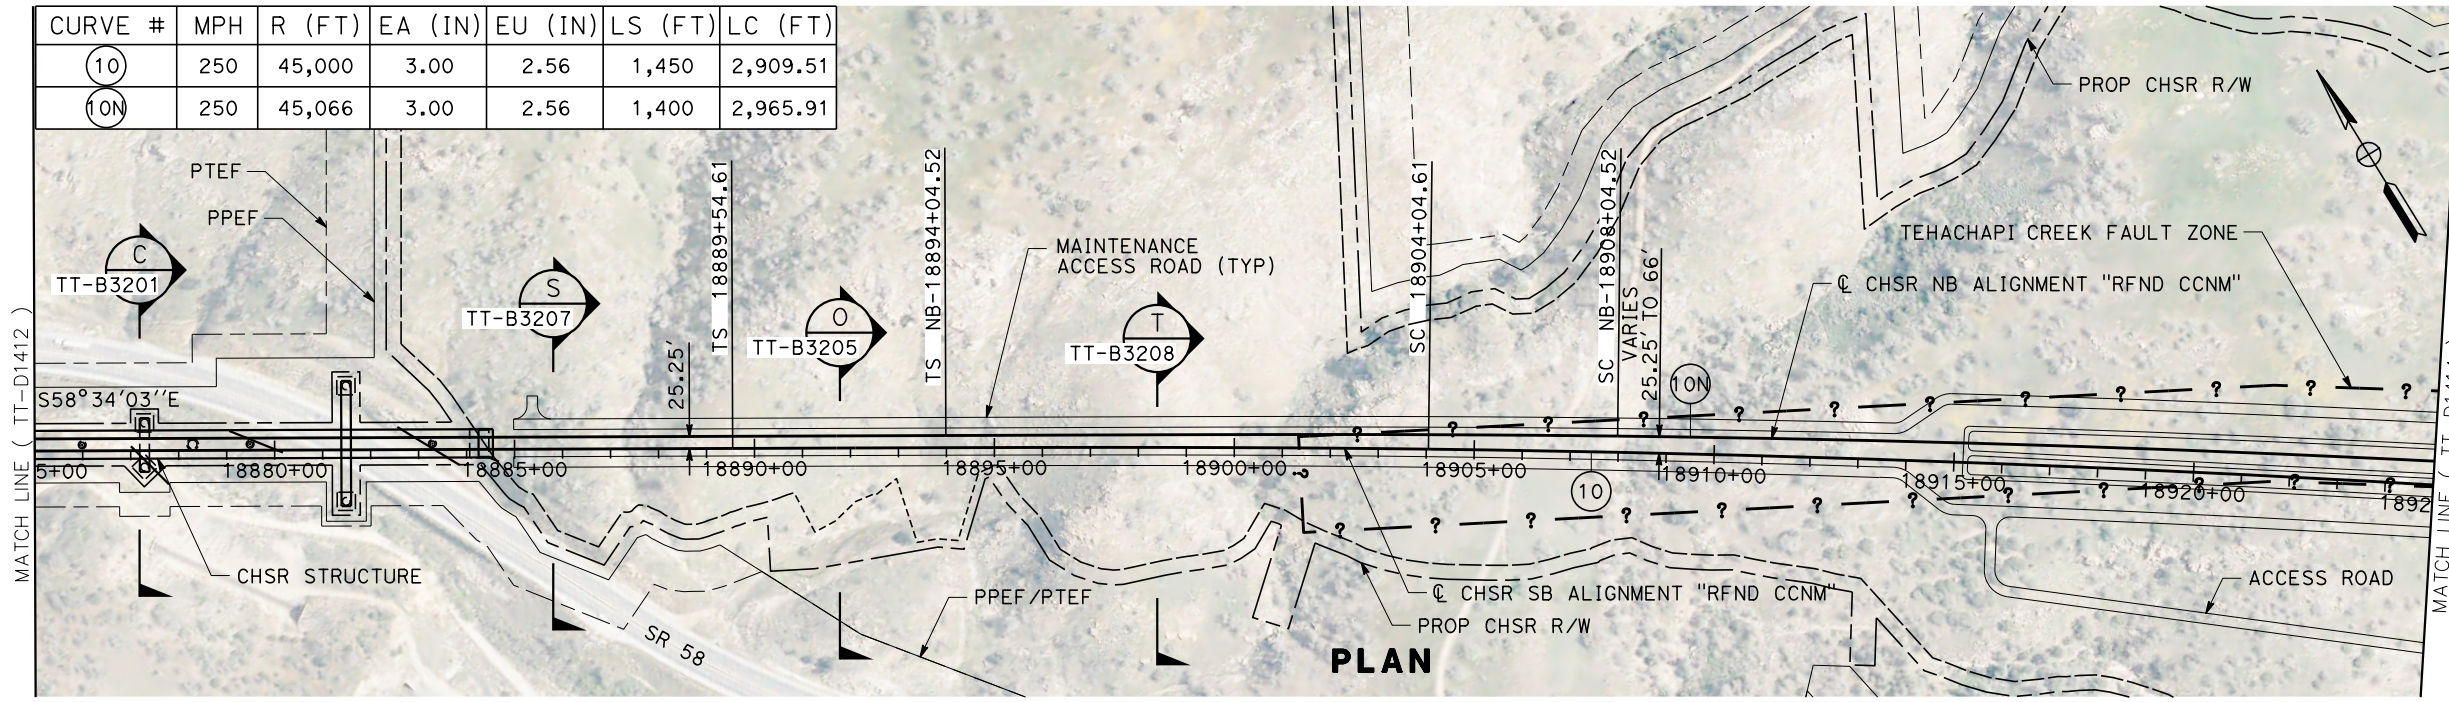 CURVE # MPH R (FT) EA (IN) EU (IN) LS (FT) LC (FT)
10 250 45,000 3.00 2.56 1,450 2,909.51
10N 250 45,066 3.00 2.56 1,400 2,965.91
PROP CHSR R/W
PTEF
PPEF
C
TT-B3201
S
TT-B3207
TS 18889+54.61
O
TT-B3205
TS NB-18894+04.52
MAINTENANCE
ACCESS ROAD (TYP)
T
TT-B3208
SC 18904+04.61
SC NB-18908+04.52
VARIES
25.25' TO 66'
TEHACHAPI CREEK FAULT ZONE
℄ CHSR NB ALIGNMENT "RFND CCNM"
25.25'
10N
S58°34'03''E
? ? ? ? ? ? ? ? ? ? ? ?
5+00 18880+00 18885+00 18890+00 18895+00 18900+00 18905+00 18910+00 18915+00 18920+00 1892
?
10
? ? ? ? ? ? ? ? ? ? ? ?
MATCH LINE ( TT-D1412 )
CHSR STRUCTURE
SR 58
PPEF/PTEF
℄ CHSR SB ALIGNMENT "RFND CCNM"
PROP CHSR R/W
ACCESS ROAD
MATCH LINE ( TT
PLAN